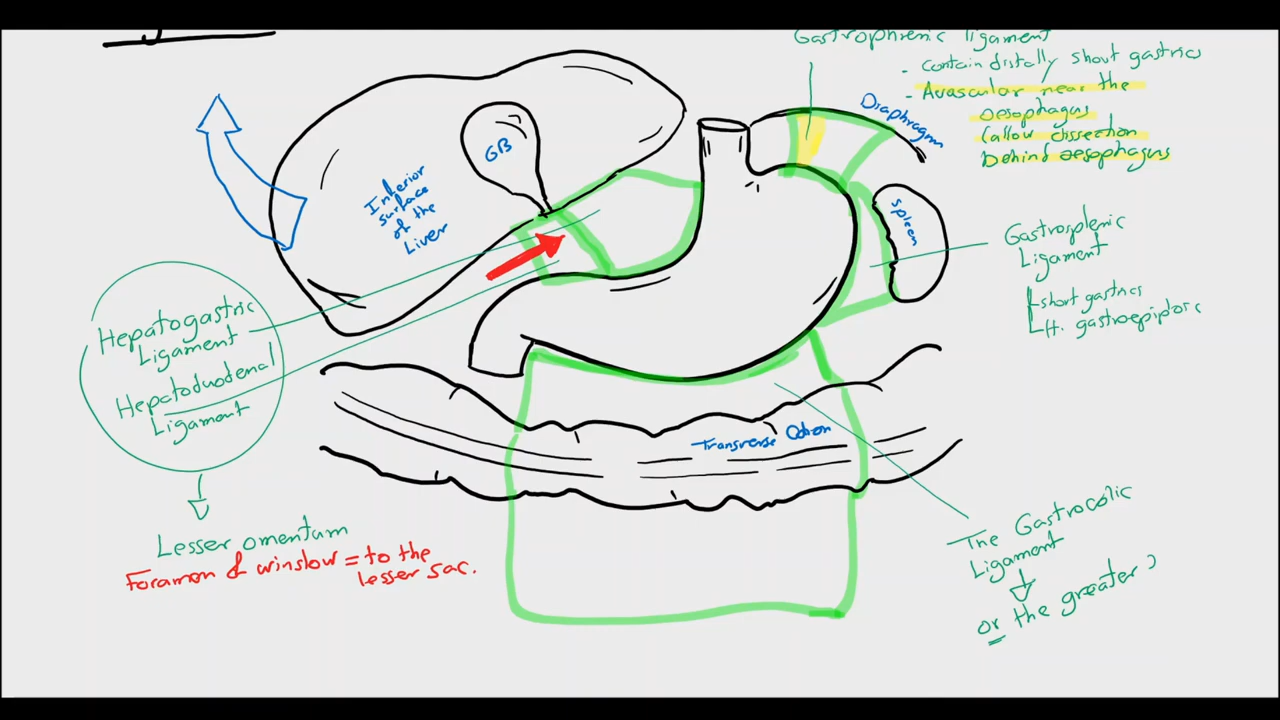 Gastrophrenic ligament
- Contain distally short gastrics
- Avascular near the
oesophagus
(allow dissection
behind oesophagus
Diaphragm
GB
Inferior
surface
of the
Liver
spleen
Gastrosplenic
Ligament
short gastrics
Lt. gastroepiploic
Hepatogastric
Ligament
Hepatoduodenal
Ligament
Transverse Colon
Lesser omentum
Foramen of winslow = to the
lesser sac.
The Gastrocolic
Ligament
or the greater